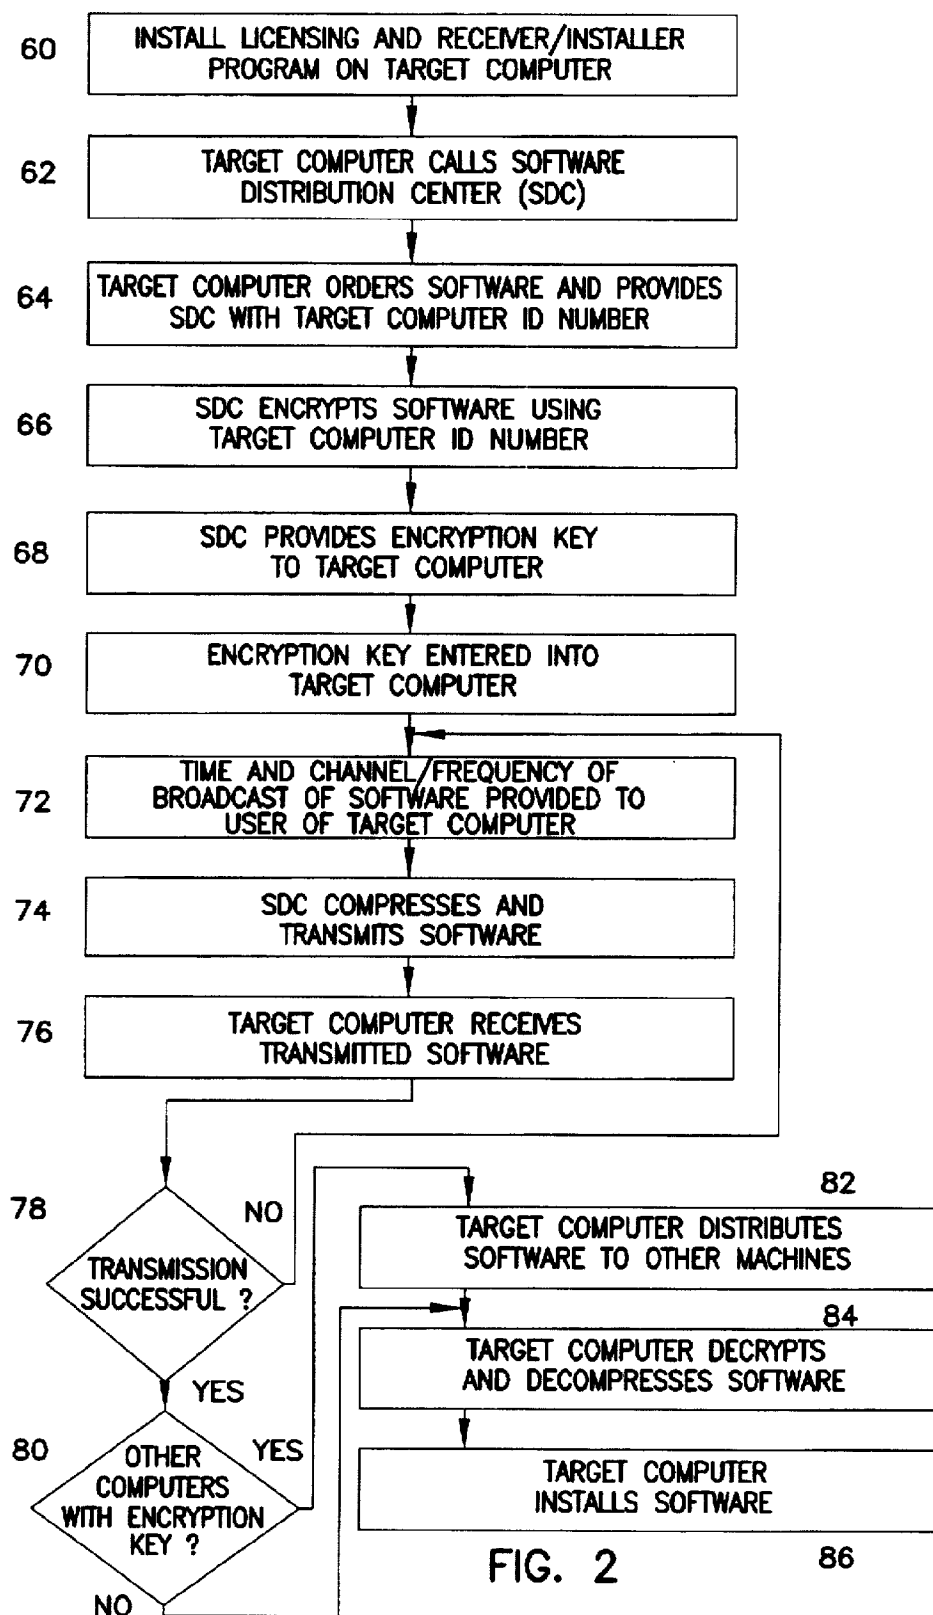 60
INSTALL LICENSING AND RECEIVER/INSTALLER
PROGRAM ON TARGET COMPUTER
62
TARGET COMPUTER CALLS SOFTWARE
DISTRIBUTION CENTER (SDC)
64
TARGET COMPUTER ORDERS SOFTWARE AND PROVIDES
SDC WITH TARGET COMPUTER ID NUMBER
66
SDC ENCRYPTS SOFTWARE USING
TARGET COMPUTER ID NUMBER
68
SDC PROVIDES ENCRYPTION KEY
TO TARGET COMPUTER
70
ENCRYPTION KEY ENTERED INTO
TARGET COMPUTER
72
TIME AND CHANNEL/FREQUENCY OF
BROADCAST OF SOFTWARE PROVIDED TO
USER OF TARGET COMPUTER
74
SDC COMPRESSES AND
TRANSMITS SOFTWARE
76
TARGET COMPUTER RECEIVES
TRANSMITTED SOFTWARE
78
NO
TRANSMISSION
SUCCESSFUL ?
YES
80
YES
OTHER
COMPUTERS
WITH ENCRYPTION
KEY ?
NO
82
TARGET COMPUTER DISTRIBUTES
SOFTWARE TO OTHER MACHINES
84
TARGET COMPUTER DECRYPTS
AND DECOMPRESSES SOFTWARE
TARGET COMPUTER
INSTALLS SOFTWARE
86
FIG. 2